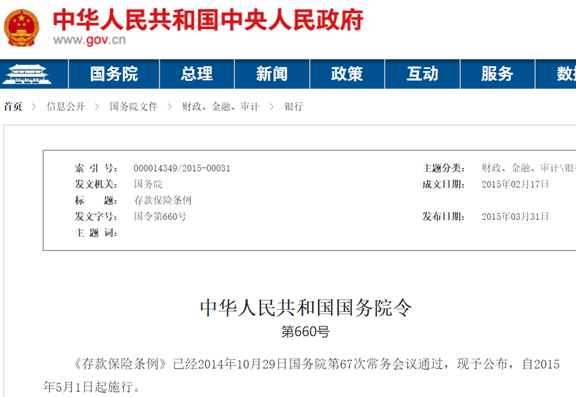 中华人民共和国中央人民政府
www.gov.cn
国务院 总理 新闻 政策 互动 服务 数据
首页 > 信息公开 > 国务院文件 > 财政、金融、审计 > 银行
索 引 号： 000014349/2015-00031 主题分类： 财政、金融、审计\银行
发文机关： 国务院 成文日期： 2015年02月17日
标 题： 存款保险条例
发文字号： 国令第660号 发布日期： 2015年03月31日
主 题 词：
中华人民共和国国务院令
第660号
《存款保险条例》已经2014年10月29日国务院第67次常务会议通过，现予公布，自2015
年5月1日起施行。